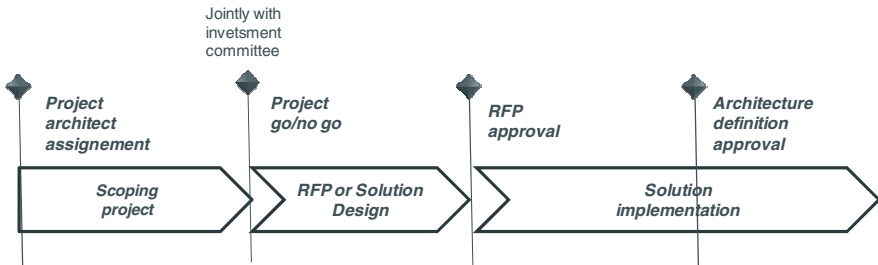 Jointly with
invetsment
committee
Project
architect
assignement
Project
go/no go
RFP
approval
Architecture
definition
approval
Scoping
project
RFP or Solution
Design
Solution
implementation